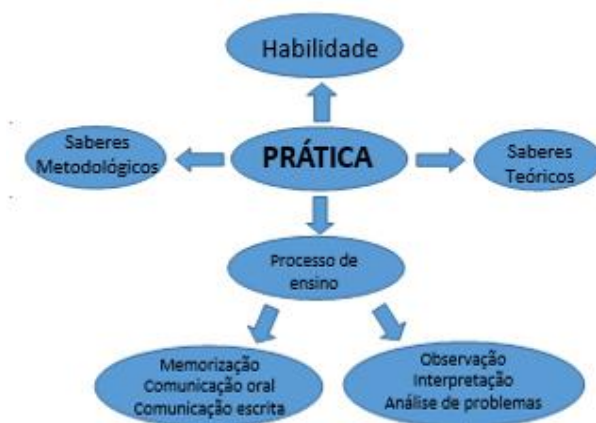 Habilidade
Saberes
Metodológicos
PRÁTICA
Saberes
Teóricos
Processo de
ensino
Memorização
Comunicação oral
Comunicação escrita
Observação
Interpretação
Análise de problemas